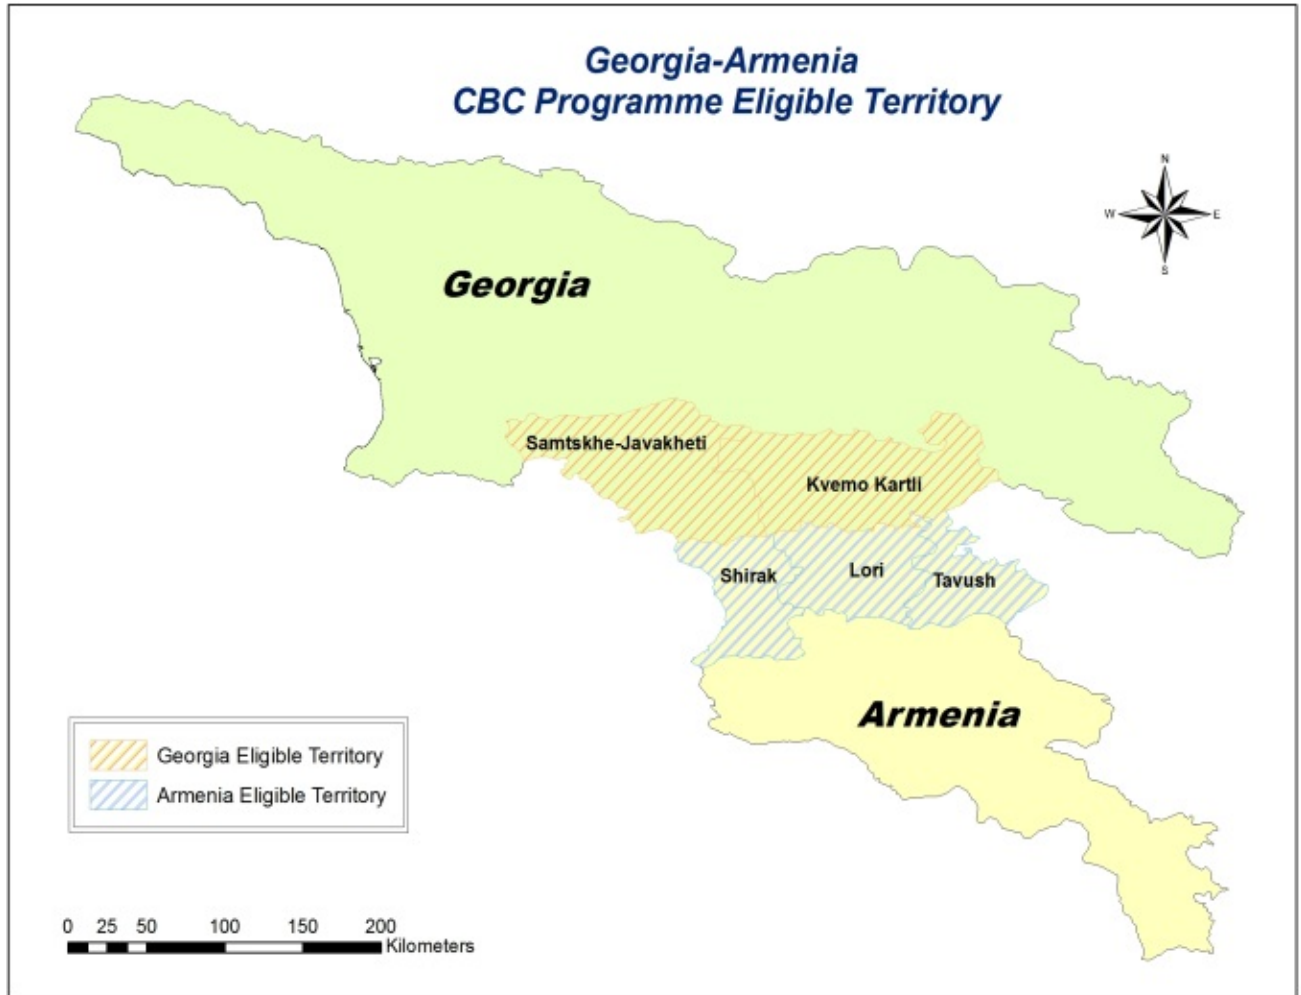 Georgia-Armenia
CBC Programme Eligible Territory
N
W E
S
Georgia
Samtskhe-Javakheti
Kvemo Kartli
Shirak
Lori
Tavush
Armenia
Georgia Eligible Territory
Armenia Eligible Territory
0 25 50 100 150 200
Kilometers